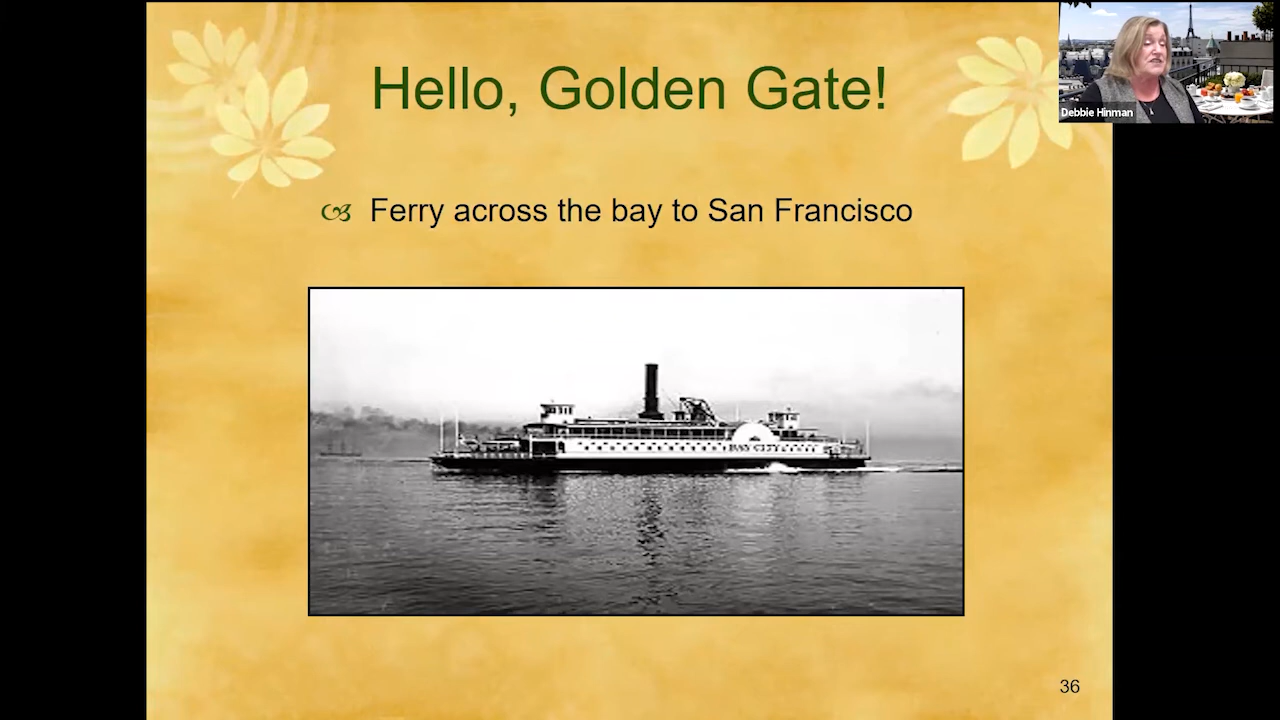 Hello, Golden Gate!
Debbie Hinman
Ferry across the bay to San Francisco
BAY CITY
36